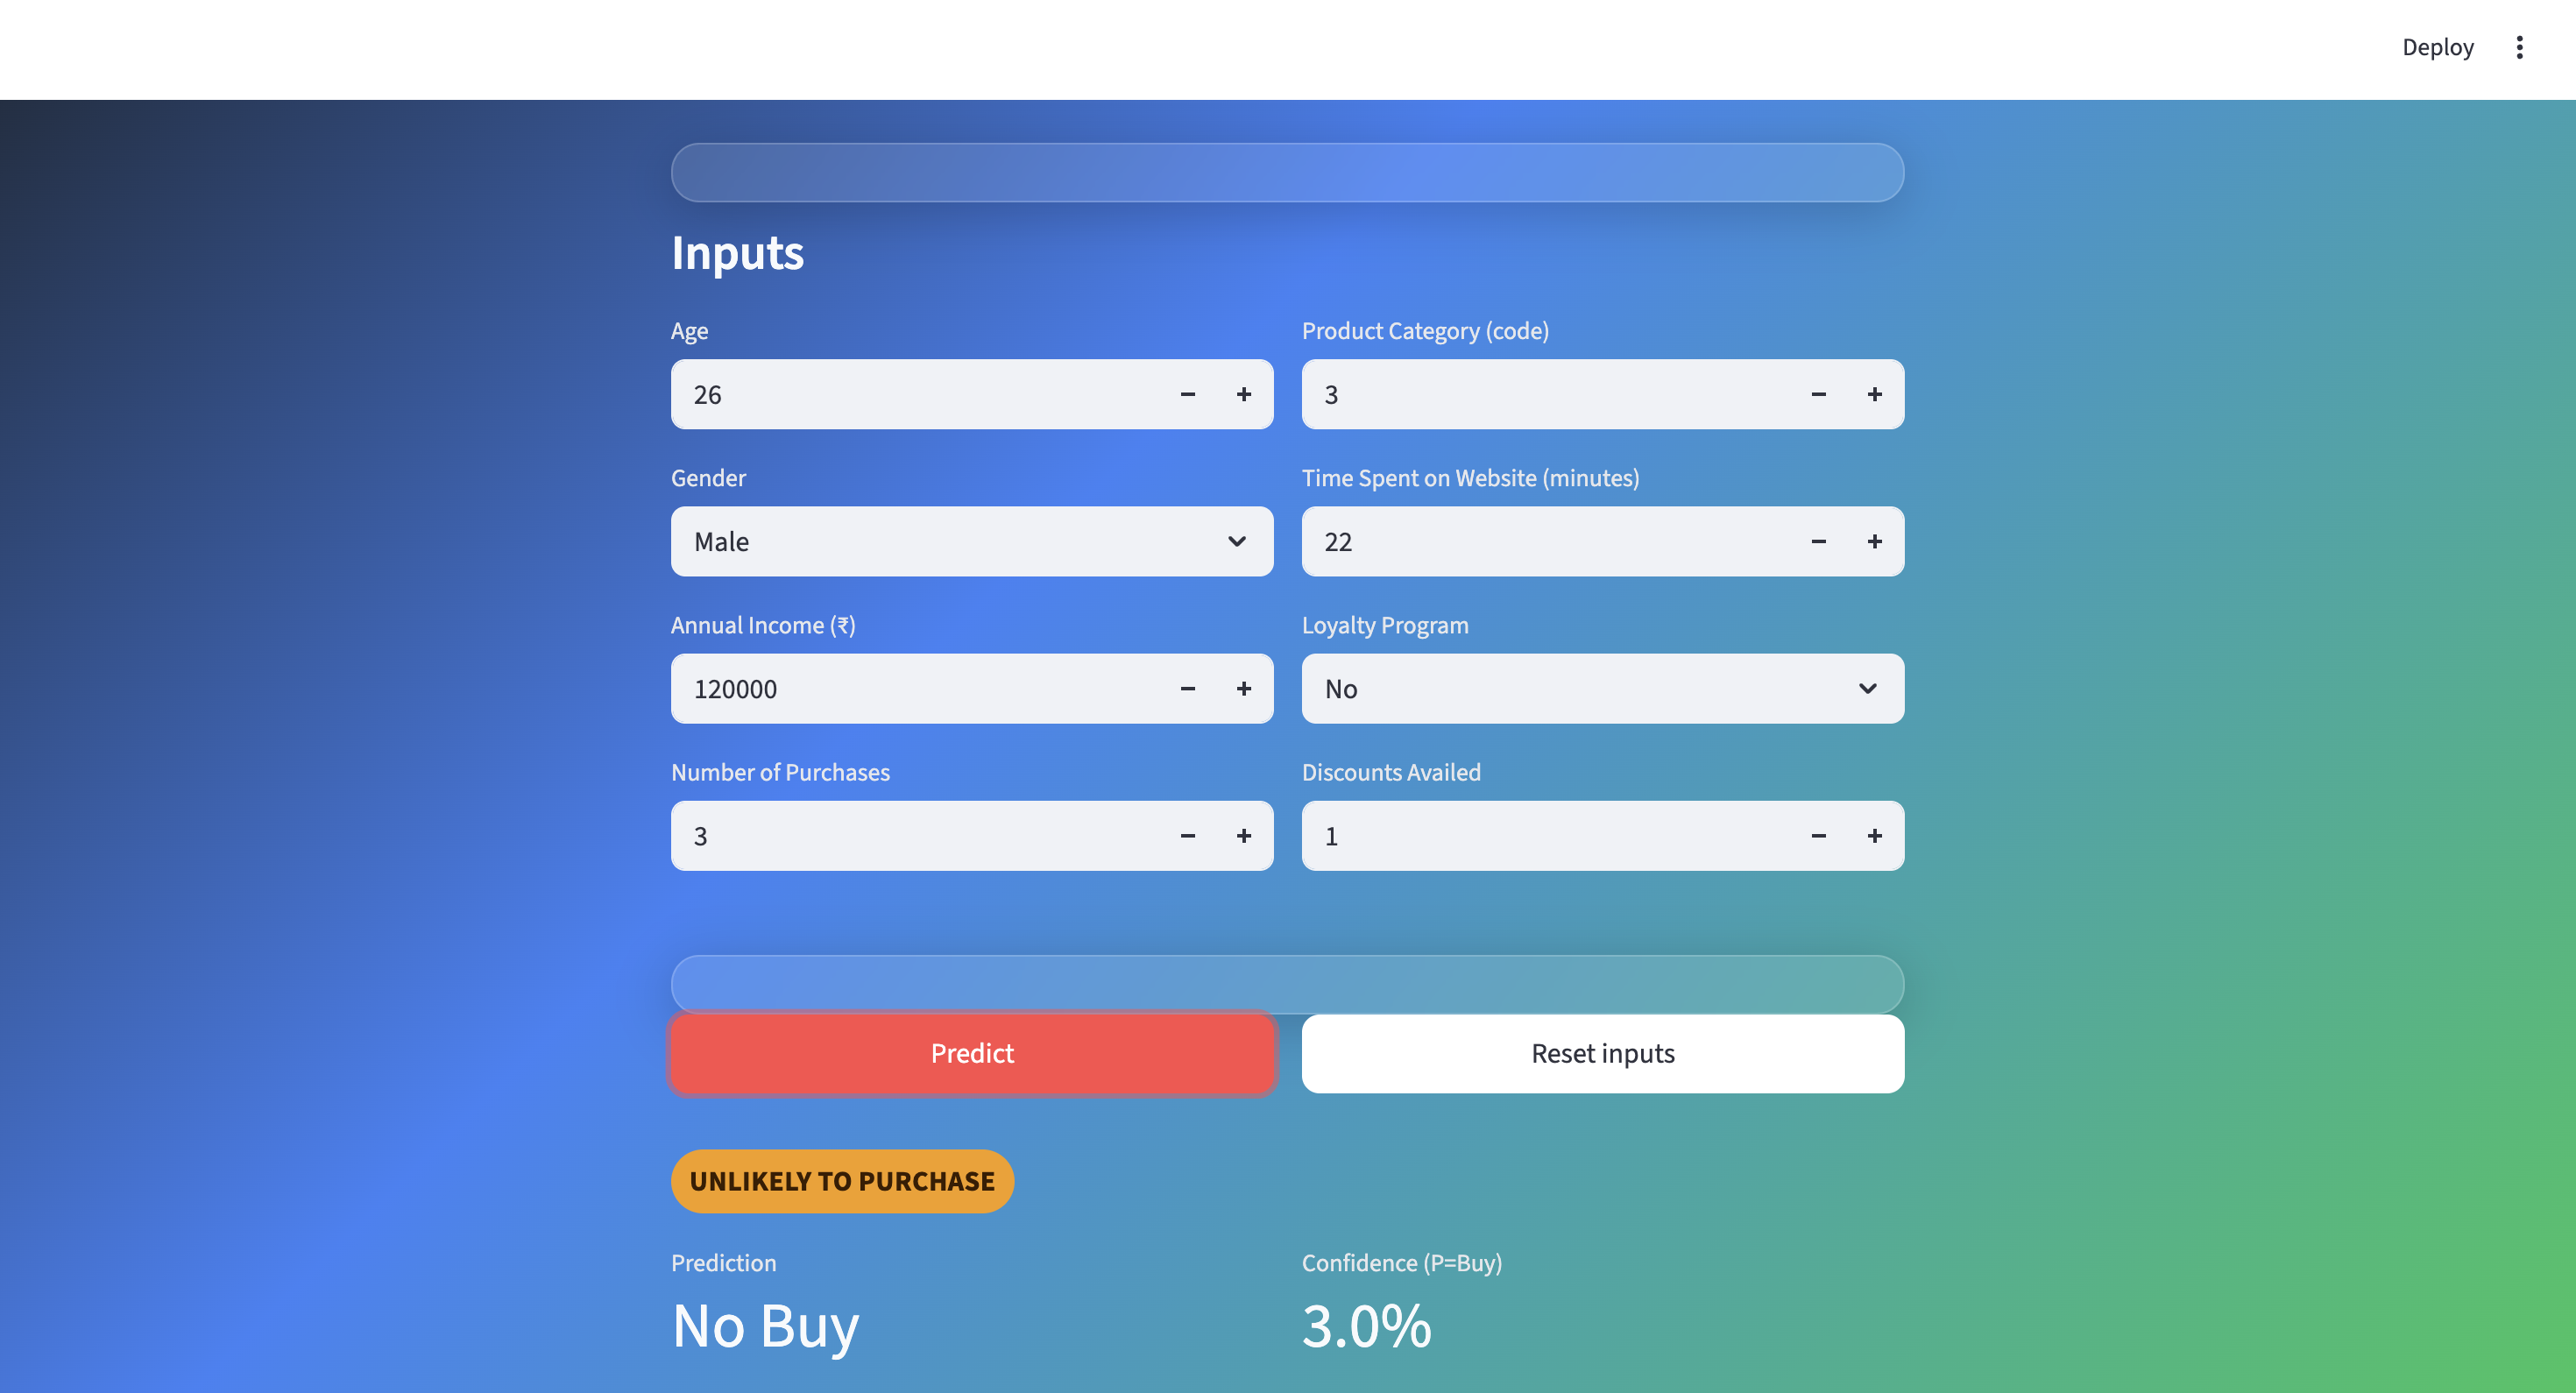 Deploy
Inputs
Age
Product Category (code)
26
3
Gender
Time Spent on Website (minutes)
Male
22
Annual Income (₹)
Loyalty Program
120000
No
Number of Purchases
Discounts Availed
3
1
Predict
Reset inputs
UNLIKELY TO PURCHASE
Prediction
Confidence (P=Buy)
No Buy
3.0%